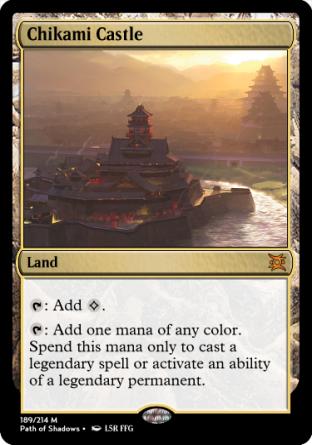 Chikami Castle
Land
: Add .
: Add one mana of any color.
Spend this mana only to cast a
legendary spell or activate an ability
of a legendary permanent.
189/214 M
Path of Shadows • LSR FFG